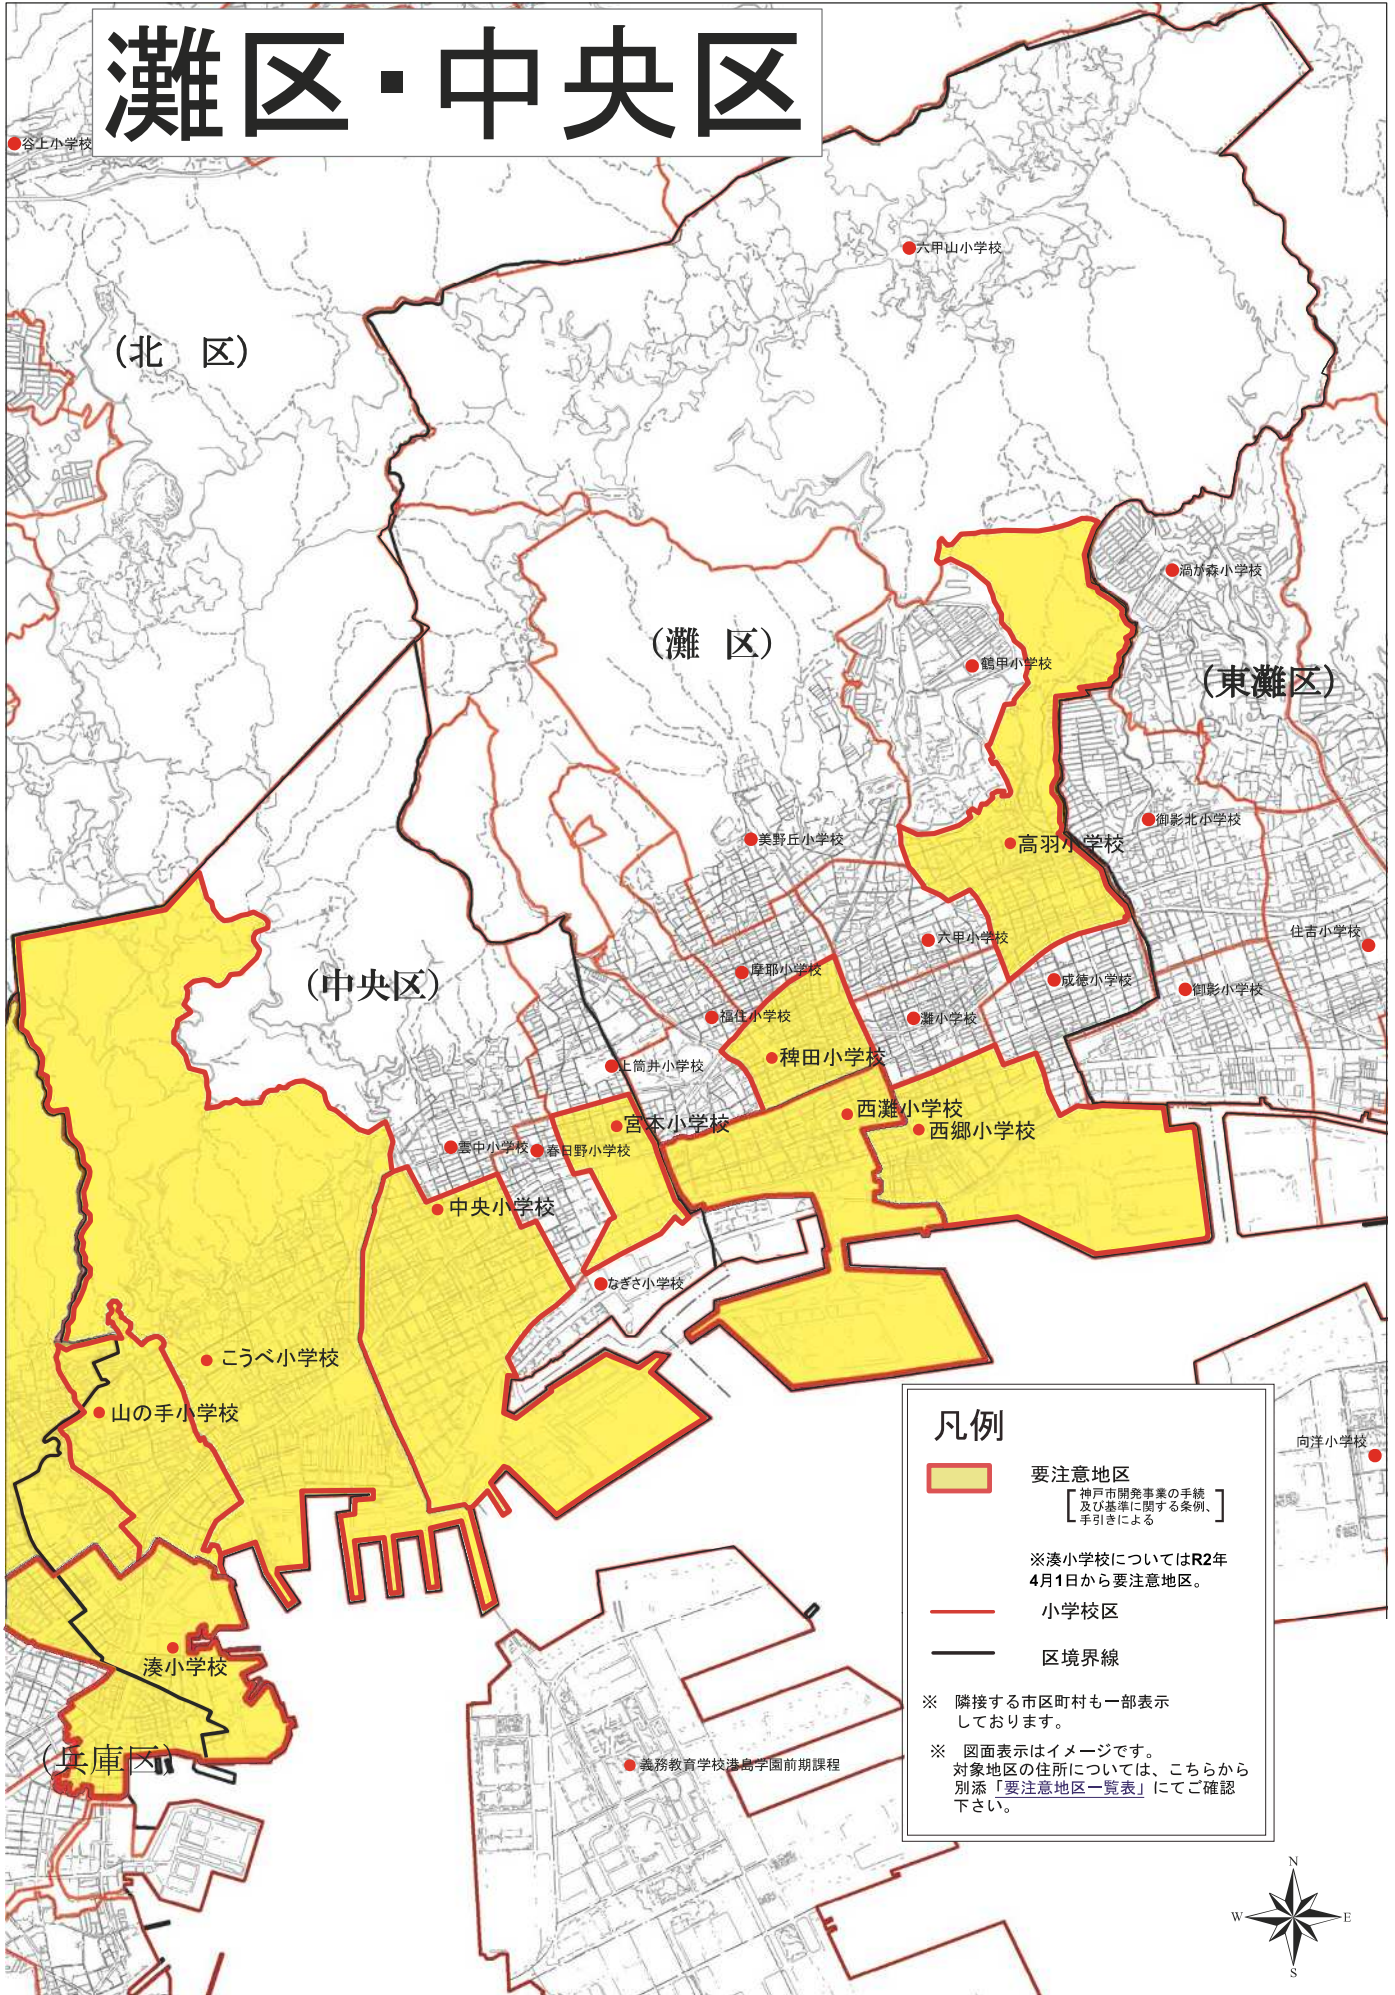 灘区・中央区
谷上小学校
六甲山小学校
（北　区）
渦が森小学校
（灘　区）
鶴甲小学校
（東灘区）
御影北小学校
美野丘小学校
高羽小学校
住吉小学校
六甲小学校
摩耶小学校
成徳小学校
（中央区）
御影小学校
福住小学校
灘小学校
稗田小学校
上筒井小学校
西灘小学校
宮本小学校
西郷小学校
雲中小学校
春日野小学校
中央小学校
なぎさ小学校
こうべ小学校
山の手小学校
向洋小学校
湊小学校
（兵庫区）
義務教育学校港島学園前期課程
凡例
要注意地区
神戸市開発事業の手続
及び基準に関する条例、
手引きによる
※湊小学校についてはR2年
4月1日から要注意地区。
小学校区
区境界線
※　隣接する市区町村も一部表示
しております。
※　図面表示はイメージです。
対象地区の住所については、こちらから
別添「要注意地区一覧表」にてご確認
下さい。
N
W
E
S